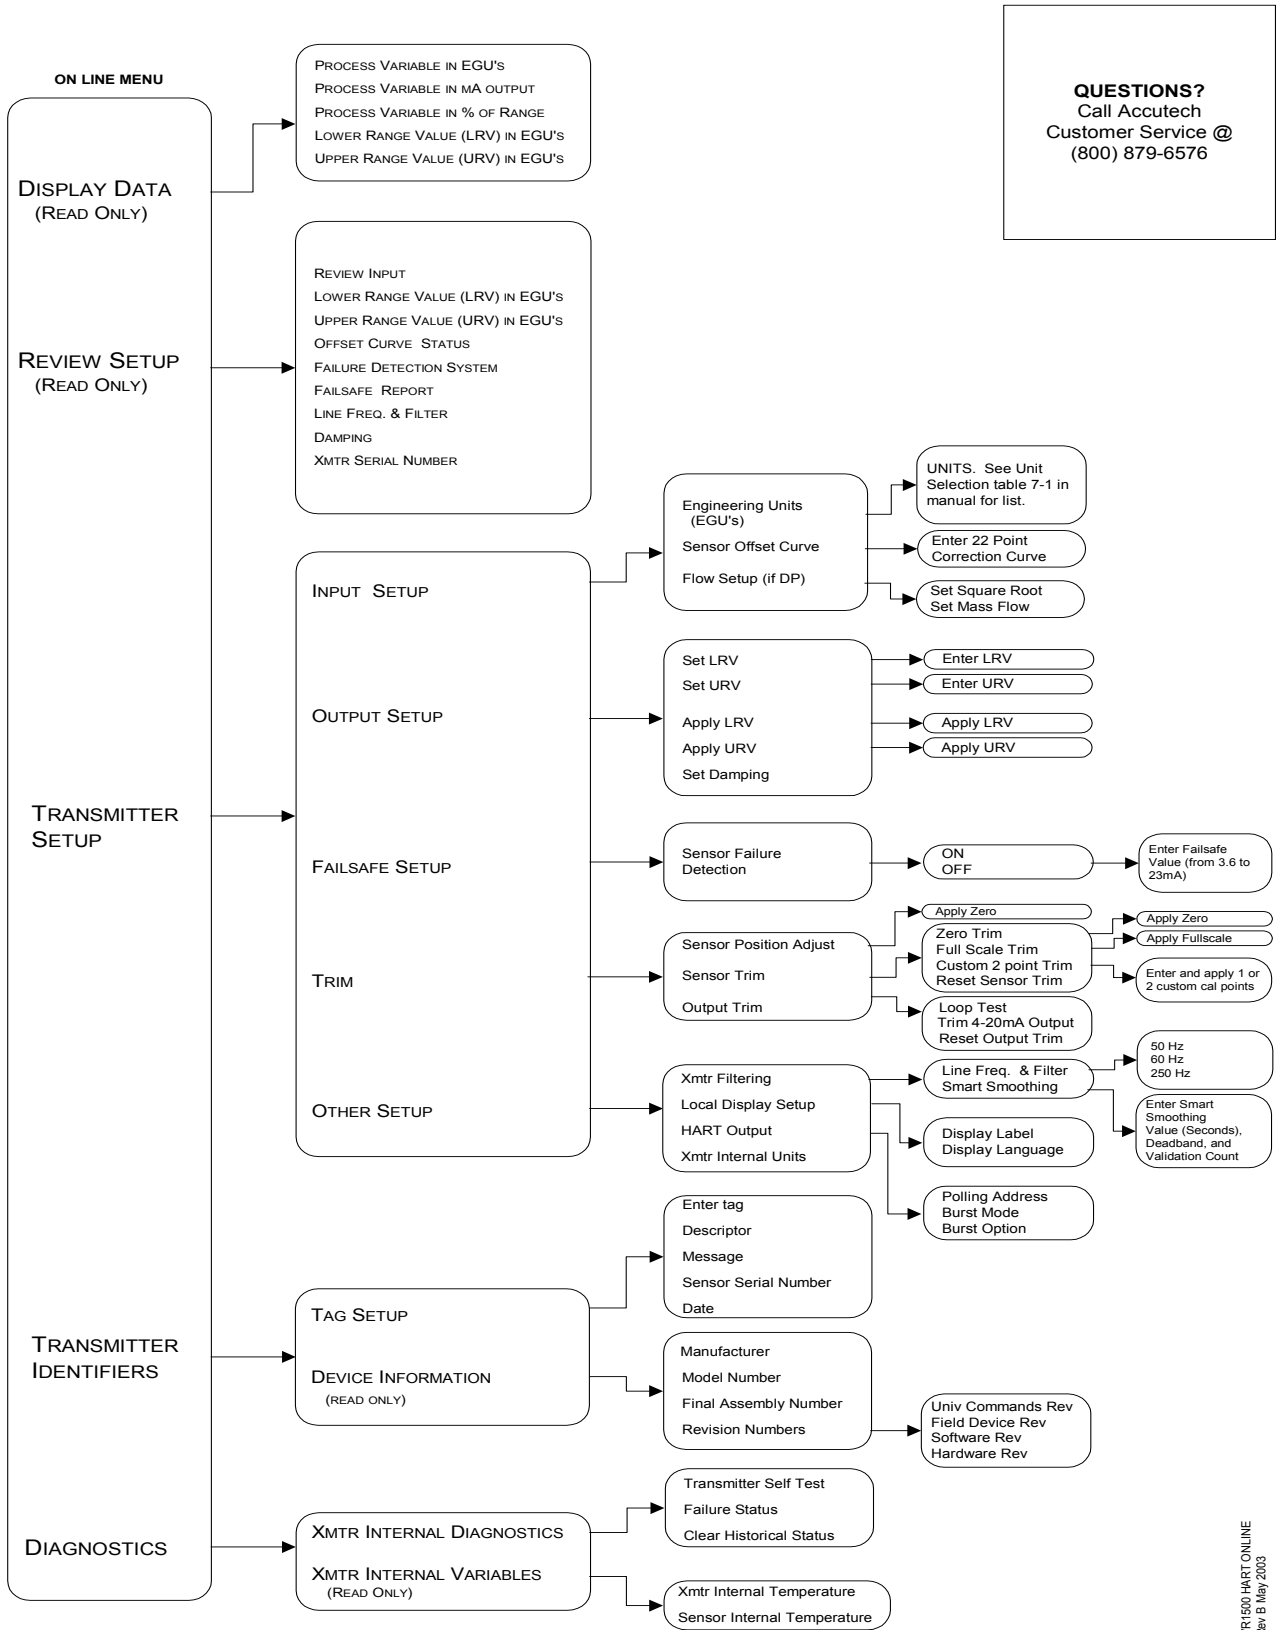 ON LINE MENU
DISPLAY DATA
(READ ONLY)
REVIEW SETUP
(READ ONLY)
TRANSMITTER
SETUP
TRANSMITTER
IDENTIFIERS
DIAGNOSTICS
PROCESS VARIABLE IN EGU'S
PROCESS VARIABLE IN MA OUTPUT
PROCESS VARIABLE IN % OF RANGE
LOWER RANGE VALUE (LRV) IN EGU'S
UPPER RANGE VALUE (URV) IN EGU'S
REVIEW INPUT
LOWER RANGE VALUE (LRV) IN EGU'S
UPPER RANGE VALUE (URV) IN EGU'S
OFFSET CURVE STATUS
FAILURE DETECTION SYSTEM
FAILSAFE REPORT
LINE FREQ. & FILTER
DAMPING
XMTR SERIAL NUMBER
INPUT SETUP
OUTPUT SETUP
FAILSAFE SETUP
TRIM
OTHER SETUP
TAG SETUP
DEVICE INFORMATION
(READ ONLY)
XMTR INTERNAL DIAGNOSTICS
XMTR INTERNAL VARIABLES
(READ ONLY)
Engineering Units
(EGU's)
Sensor Offset Curve
Flow Setup (if DP)
UNITS. See Unit
Selection table 7-1 in
manual for list.
Enter 22 Point
Correction Curve
Set Square Root
Set Mass Flow
Set LRV
Set URV
Apply LRV
Apply URV
Set Damping
Enter LRV
Enter URV
Apply LRV
Apply URV
Sensor Failure
Detection
ON
OFF
Enter Failsafe
Value (from 3.6 to
23mA)
Sensor Position Adjust
Sensor Trim
Output Trim
Apply Zero
Zero Trim
Full Scale Trim
Custom 2 point Trim
Reset Sensor Trim
Apply Zero
Apply Fullscale
Enter and apply 1 or
2 custom cal points
Loop Test
Trim 4-20mA Output
Reset Output Trim
Xmtr Filtering
Local Display Setup
HART Output
Xmtr Internal Units
Line Freq. & Filter
Smart Smoothing
50 Hz
60 Hz
250 Hz
Enter Smart
Smoothing
Value (Seconds),
Deadband, and
Validation Count
Display Label
Display Language
Polling Address
Burst Mode
Burst Option
Enter tag
Descriptor
Message
Sensor Serial Number
Date
Manufacturer
Model Number
Final Assembly Number
Revision Numbers
Univ Commands Rev
Field Device Rev
Software Rev
Hardware Rev
Transmitter Self Test
Failure Status
Clear Historical Status
Xmtr Internal Temperature
Sensor Internal Temperature
QUESTIONS?
Call Accutech
Customer Service @
(800) 879-6576
R1500 HART ONLINE
B May 2003